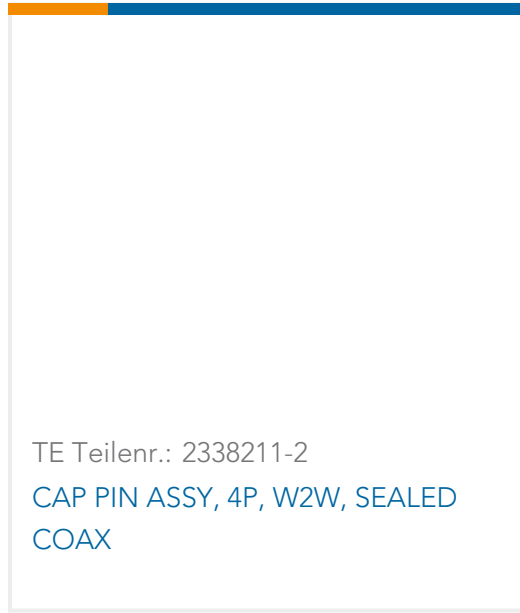 TE Teilenr.: 2338211-2
CAP PIN ASSY, 4P, W2W, SEALED
COAX